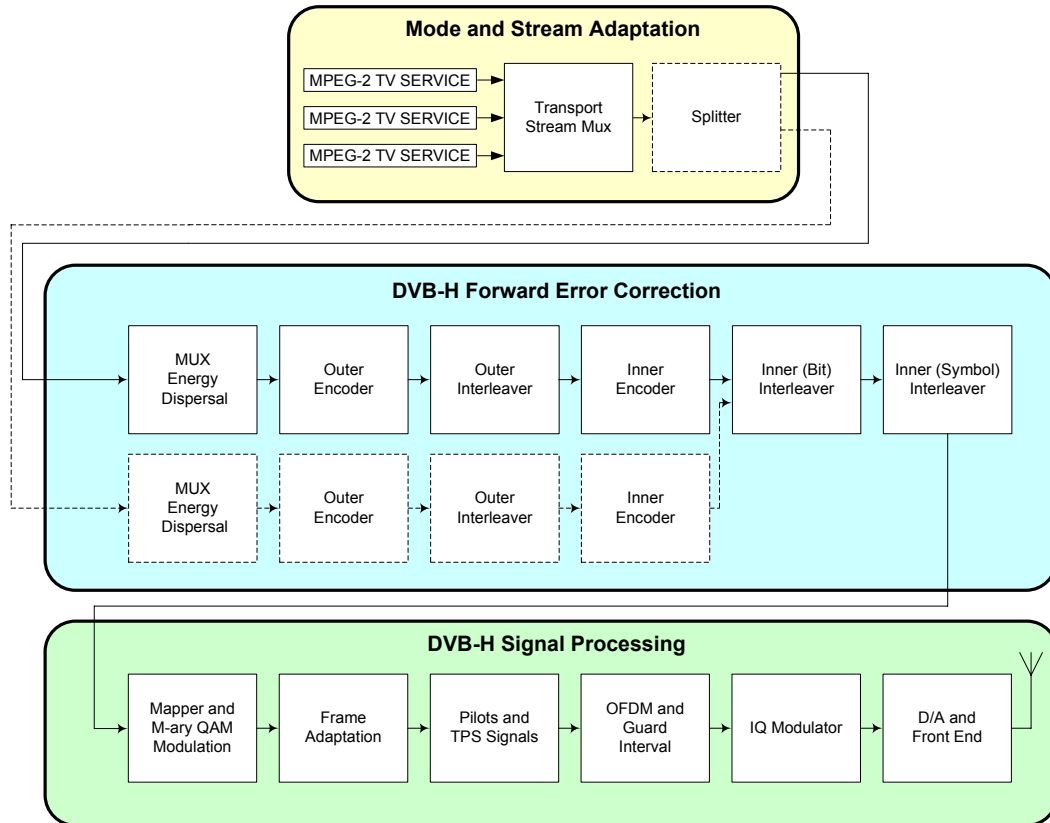 Mode and Stream Adaptation
MPEG-2 TV SERVICE
MPEG-2 TV SERVICE
MPEG-2 TV SERVICE
Transport
Stream Mux
Splitter
DVB-H Forward Error Correction
MUX
Energy
Dispersal
Outer
Encoder
Outer
Interleaver
Inner
Encoder
Inner (Bit)
Interleaver
Inner (Symbol)
Interleaver
MUX
Energy
Dispersal
Outer
Encoder
Outer
Interleaver
Inner
Encoder
DVB-H Signal Processing
Mapper and
M-ary QAM
Modulation
Frame
Adaptation
Pilots and
TPS Signals
OFDM and
Guard
Interval
IQ Modulator
D/A and
Front End